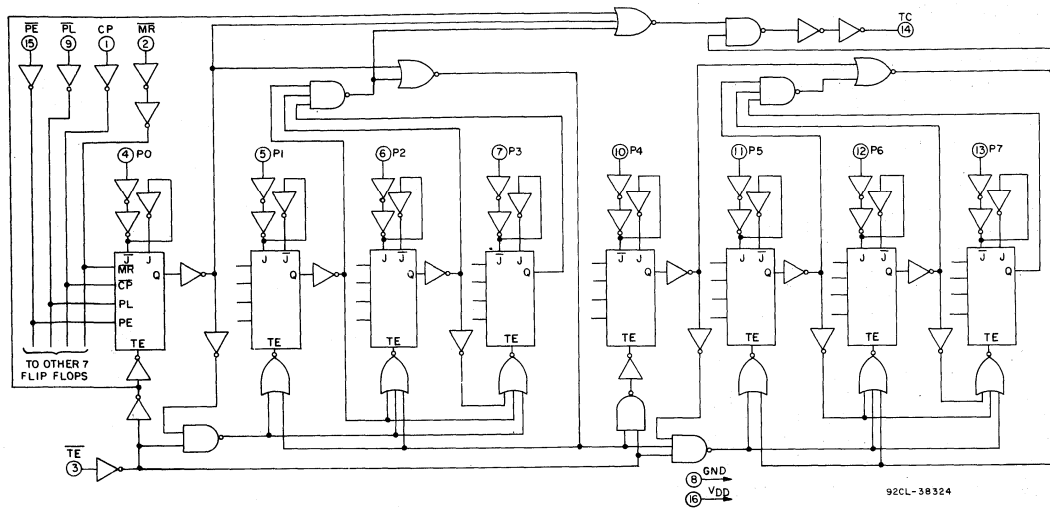 PE PL CP MR
15 9 1 2
TC
14
4 P0
5 P1
6 P2
7 P3
10 P4
11 P5
12 P6
13 P7
J J
Q
MR
CP
PL
PE
TE
J J
Q
TE
J J
Q
TE
J J
Q
TE
J J
Q
TE
J J
Q
TE
J J
Q
TE
J J
Q
TE
TO OTHER 7
FLIP FLOPS
TE
3
8 GND
16 VDD
92CL-38324